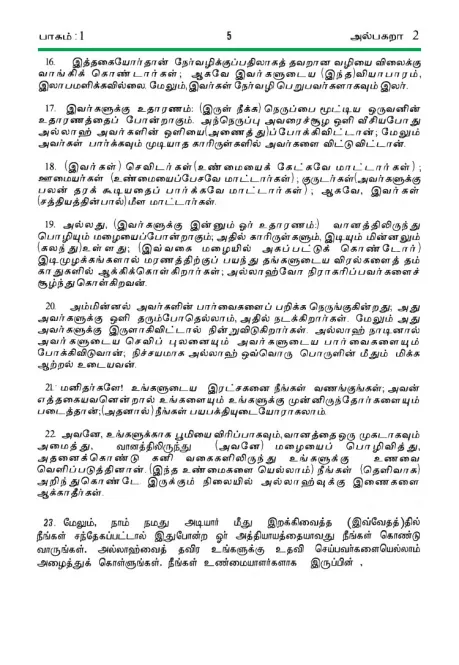 பாகம் : 1 5 அல்பகறா 2
16. இத்தகையோர்தான் நேர்வழிக்குப்பதிலாகத் தவறான வழியை விலைக்கு
வாங்கிக் கொண்டார்கள்; ஆகவே இவர்களுடைய (இந்த)வியாபாரம்,
இலாபமளிக்கவில்லை. மேலும்,இவர்கள் நேர்வழி பெறுபவர்களாகவும் இலர்.
17. இவர்களுக்கு உதாரணம்: (இருள் நீக்க) நெருப்பை மூட்டிய ஒருவனின்
உதாரணத்தைப் போன்றாகும். அந்நெருப்பு அவரைச்சூழ ஒளி வீசியபோது
அல்லாஹ் அவர்களின் ஒளியை(அணைத்து)ப்போக்கிவிட்டான்; மேலும்
அவர்கள் பார்க்கவும் முடியாத காரிருள்களில் அவர்களை விட்டுவிட்டான்.
18. (இவர்கள்) செவிடர்கள்(உண்மையைக் கேட்கவே மாட்டார்கள்);
ஊமையர்கள் (உண்மையைப்பேசவே மாட்டார்கள்); குருடர்கள்(அவர்களுக்கு
பலன் தரக் கூடியதைப் பார்க்கவே மாட்டார்கள்); ஆகவே, இவர்கள்
(சத்தியத்தின்பால்)மீள மாட்டார்கள்.
19. அல்லது, (இவர்களுக்கு இன்னும் ஓர் உதாரணம்:) வானத்திலிருந்து
பொழியும் மழையைப்போன்றாகும்; அதில் காரிருள்களும், இடியும் மின்னலும்
(கலந்து)உள்ளது; (இவ்வகை மழையில் அகப்பட்டுக் கொண்டோர்)
இடிமுழக்கங்களால் மரணத்திற்குப் பயந்து தங்களுடைய விரல்களைத் தம்
காதுகளில் ஆக்கிக்கொள்கிறார்கள்; அல்லாஹ்வோ நிராகரிப்பவர்களைச்
சூழ்ந்துகொள்கிறவன்.
20. அம்மின்னல் அவர்களின் பார்வைகளைப் பறிக்க நெருங்குகின்றது, அது
அவர்களுக்கு ஒளி தரும்போதெல்லாம், அதில் நடக்கிறார்கள். மேலும் அது
அவர்களுக்கு இருளாகிவிட்டால் நின்றுவிடுகிறார்கள். அல்லாஹ் நாடினால்
அவர்களுடைய செவிப் புலனையும் அவர்களுடைய பார்வைகளையும்
போக்கிவிடுவான்; நிச்சயமாக அல்லாஹ் ஒவ்வொரு பொருளின் மீதும் மிக்க
ஆற்றல் உடையவன்.
21. மனிதர்களே! உங்களுடைய இரட்சகனை நீங்கள் வணங்குங்கள்; அவன்
எத்தகையவனென்றால் உங்களையும் உங்களுக்கு முன்னிருந்தோர்களையும்
படைத்தான்;(அதனால்) நீங்கள் பயபக்தியுடையோராகலாம்.
22. அவனே, உங்களுக்காக பூமியை விரிப்பாகவும்,வானத்தை ஒரு முகடாகவும்
அமைத்து, வானத்திலிருந்து (அவனே) மழையைப் பொழிவித்து,
அதனைக்கொண்டு கனி வகைகளிலிருந்து உங்களுக்கு உணவை
வெளிப்படுத்தினான். (இந்த உண்மைகளை யெல்லாம்) நீங்கள் (தெளிவாக)
அறிந்துகொண்டே இருக்கும் நிலையில் அல்லாஹ்வுக்கு இணைகளை
ஆக்காதீர்கள்.
23. மேலும், நாம் நமது அடியார் மீது இறக்கிவைத்த (இவ்வேதத்)தில்
நீங்கள் சந்தேகப்பட்டால் இதுபோன்ற ஓர் அத்தியாயத்தையாவது நீங்கள் கொண்டு
வாருங்கள். அல்லாஹ்வைத் தவிர உங்களுக்கு உதவி செய்பவர்களையெல்லாம்
அழைத்துக் கொள்ளுங்கள். நீங்கள் உண்மையாளர்களாக இருப்பின் .